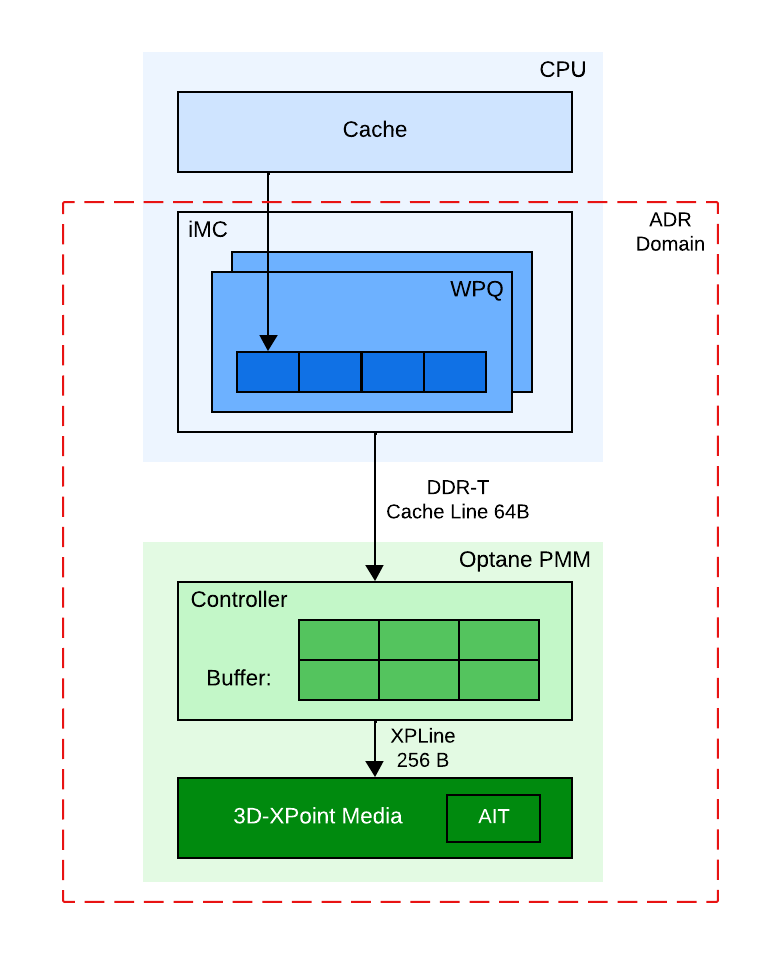 CPU
Cache
ADR
Domain
iMC
WPQ
DDR-T
Cache Line 64B
Optane PMM
Controller
Buffer:
XPLine
256 B
3D-XPoint Media
AIT